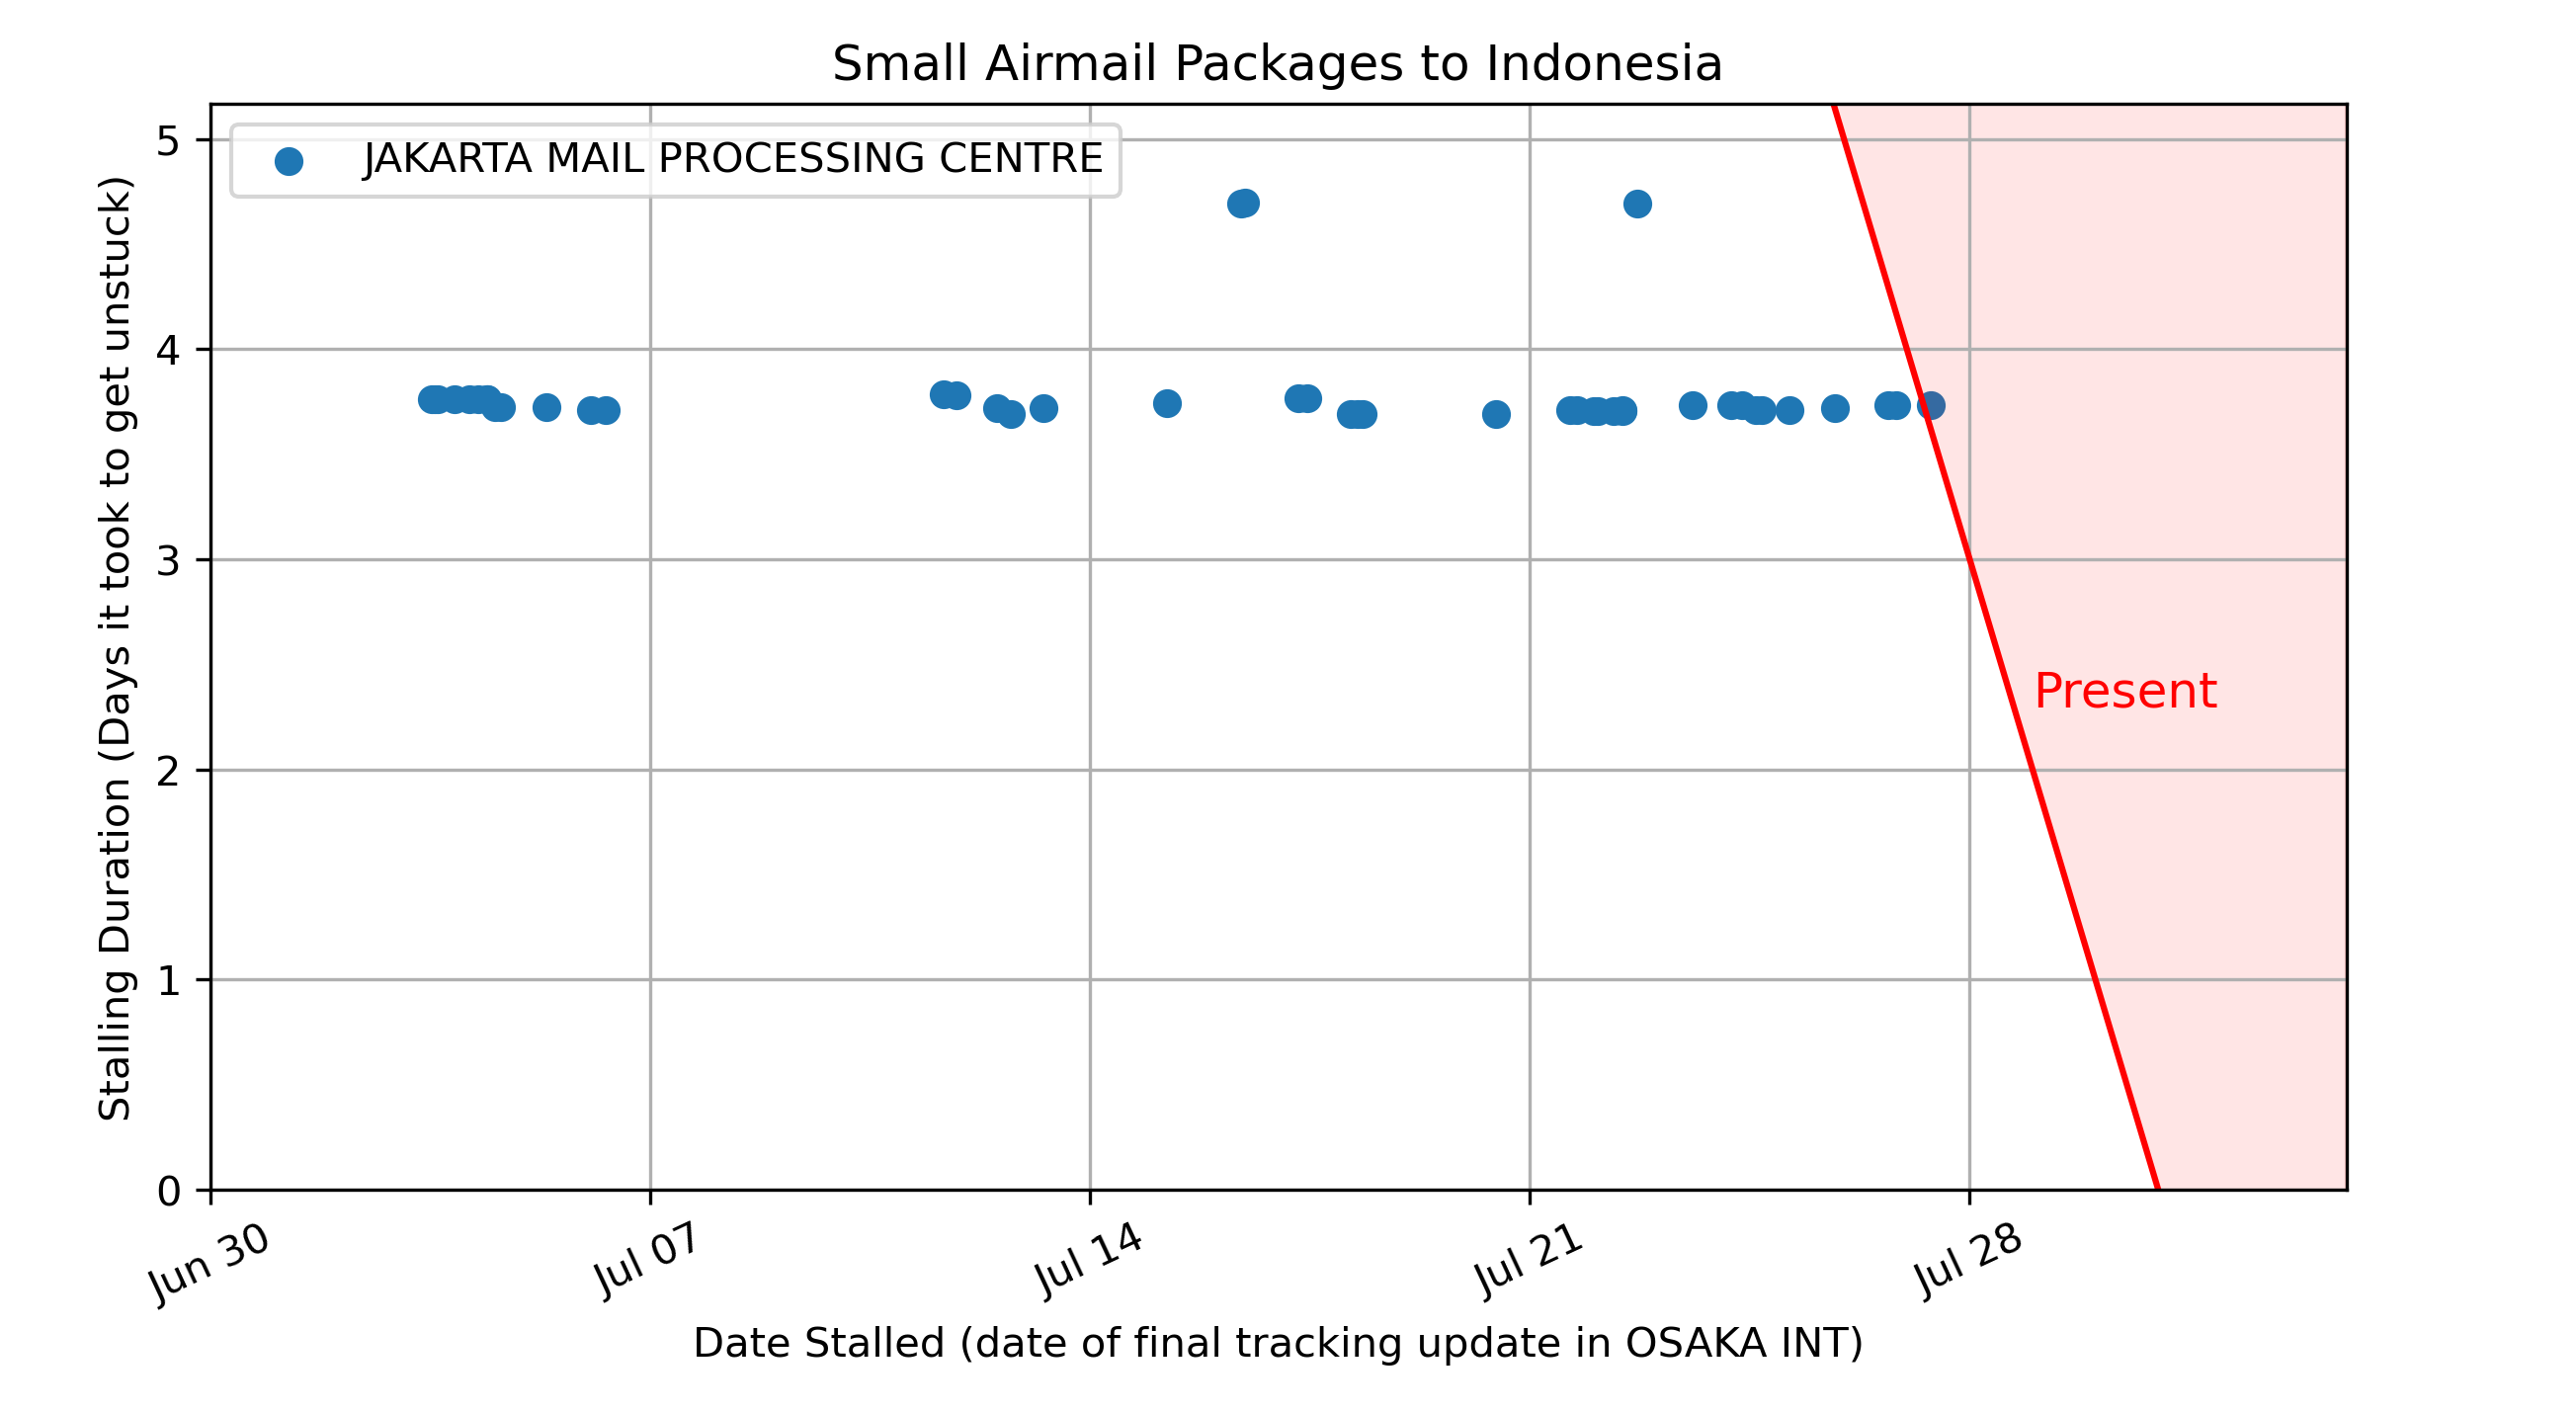 Small Airmail Packages to Indonesia
JAKARTA MAIL PROCESSING CENTRE
Stalling Duration (Days it took to get unstuck)
5
4
3
2
1
0
Present
Jun 30
Jul 07
Jul 14
Jul 21
Jul 28
Date Stalled (date of final tracking update in OSAKA INT)